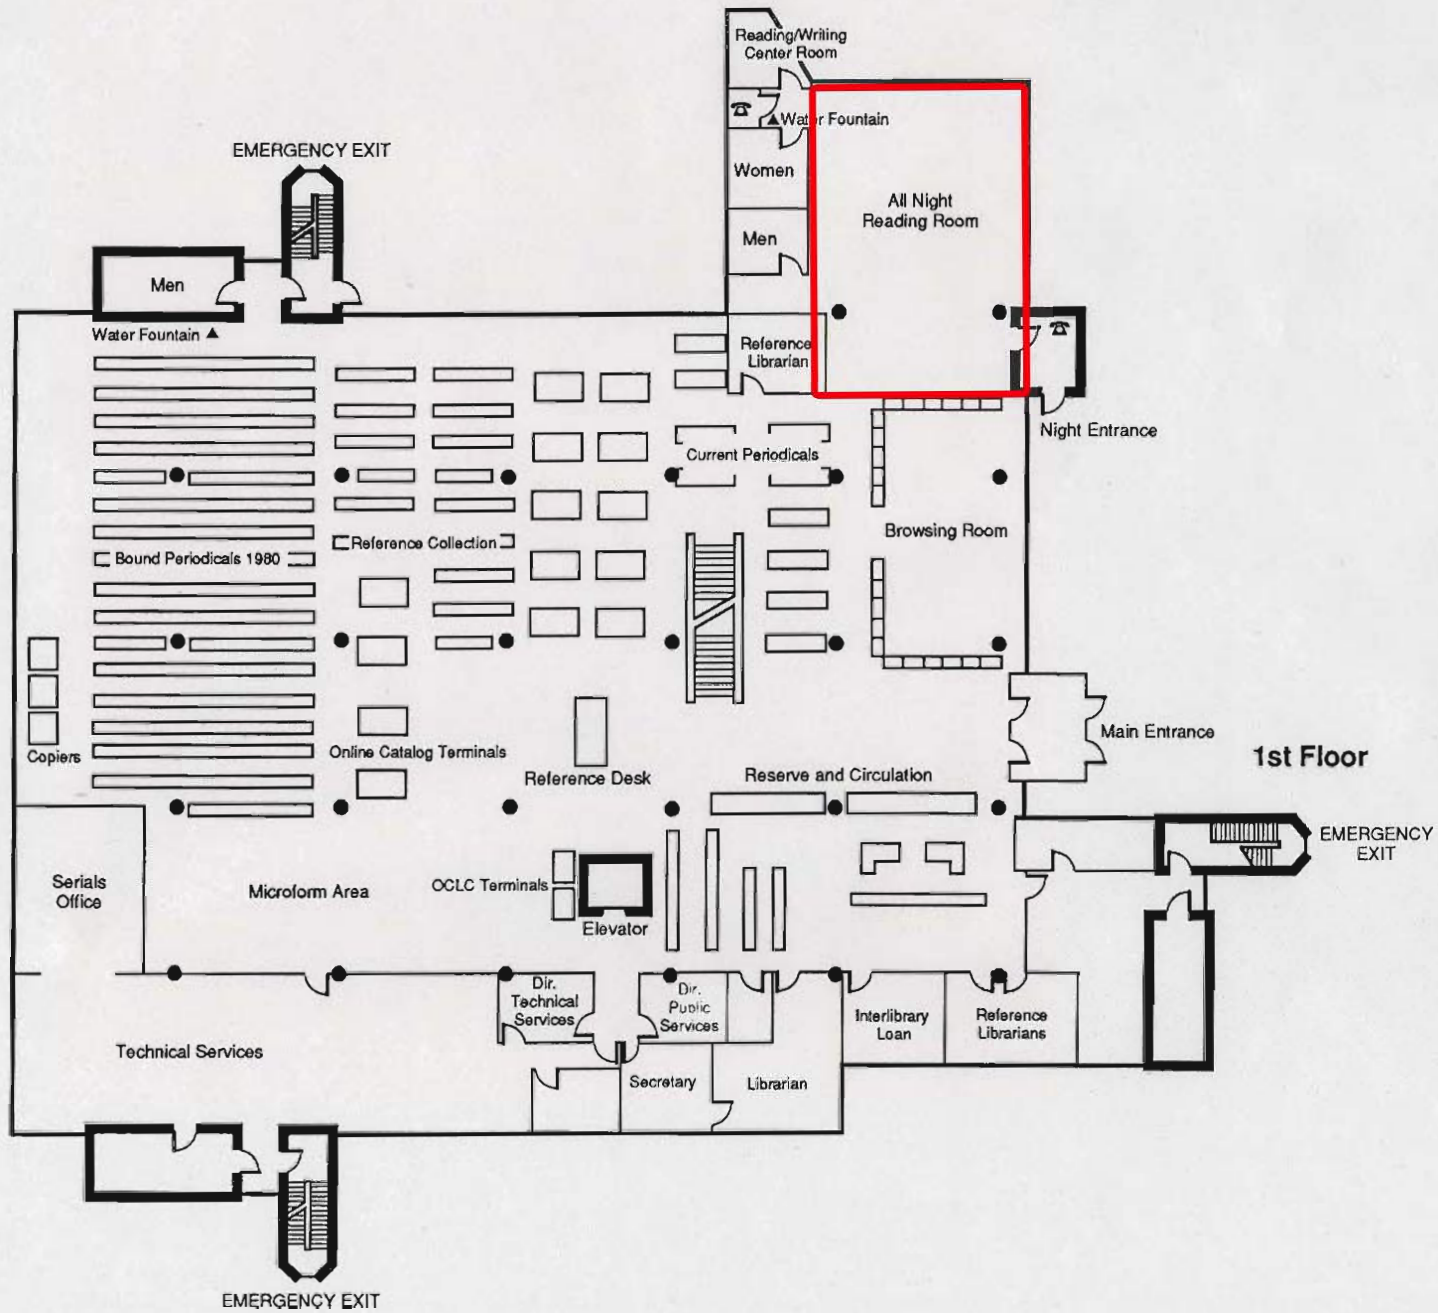 Reading/Writing
Center Room
Water Fountain
EMERGENCY EXIT
Women
All Night
Reading Room
Men
Men
Water Fountain
Reference
Librarian
Night Entrance
Current Periodicals
Browsing Room
Reference Collection
Bound Periodicals 1980
Main Entrance
1st Floor
Copiers
Online Catalog Terminals
Reference Desk
Reserve and Circulation
EMERGENCY
EXIT
Serials
Office
Microform Area
OCLC Terminals
Elevator
Dir.
Technical
Services
Dir.
Public
Services
Interlibrary
Loan
Reference
Librarians
Technical Services
Secretary
Librarian
EMERGENCY EXIT